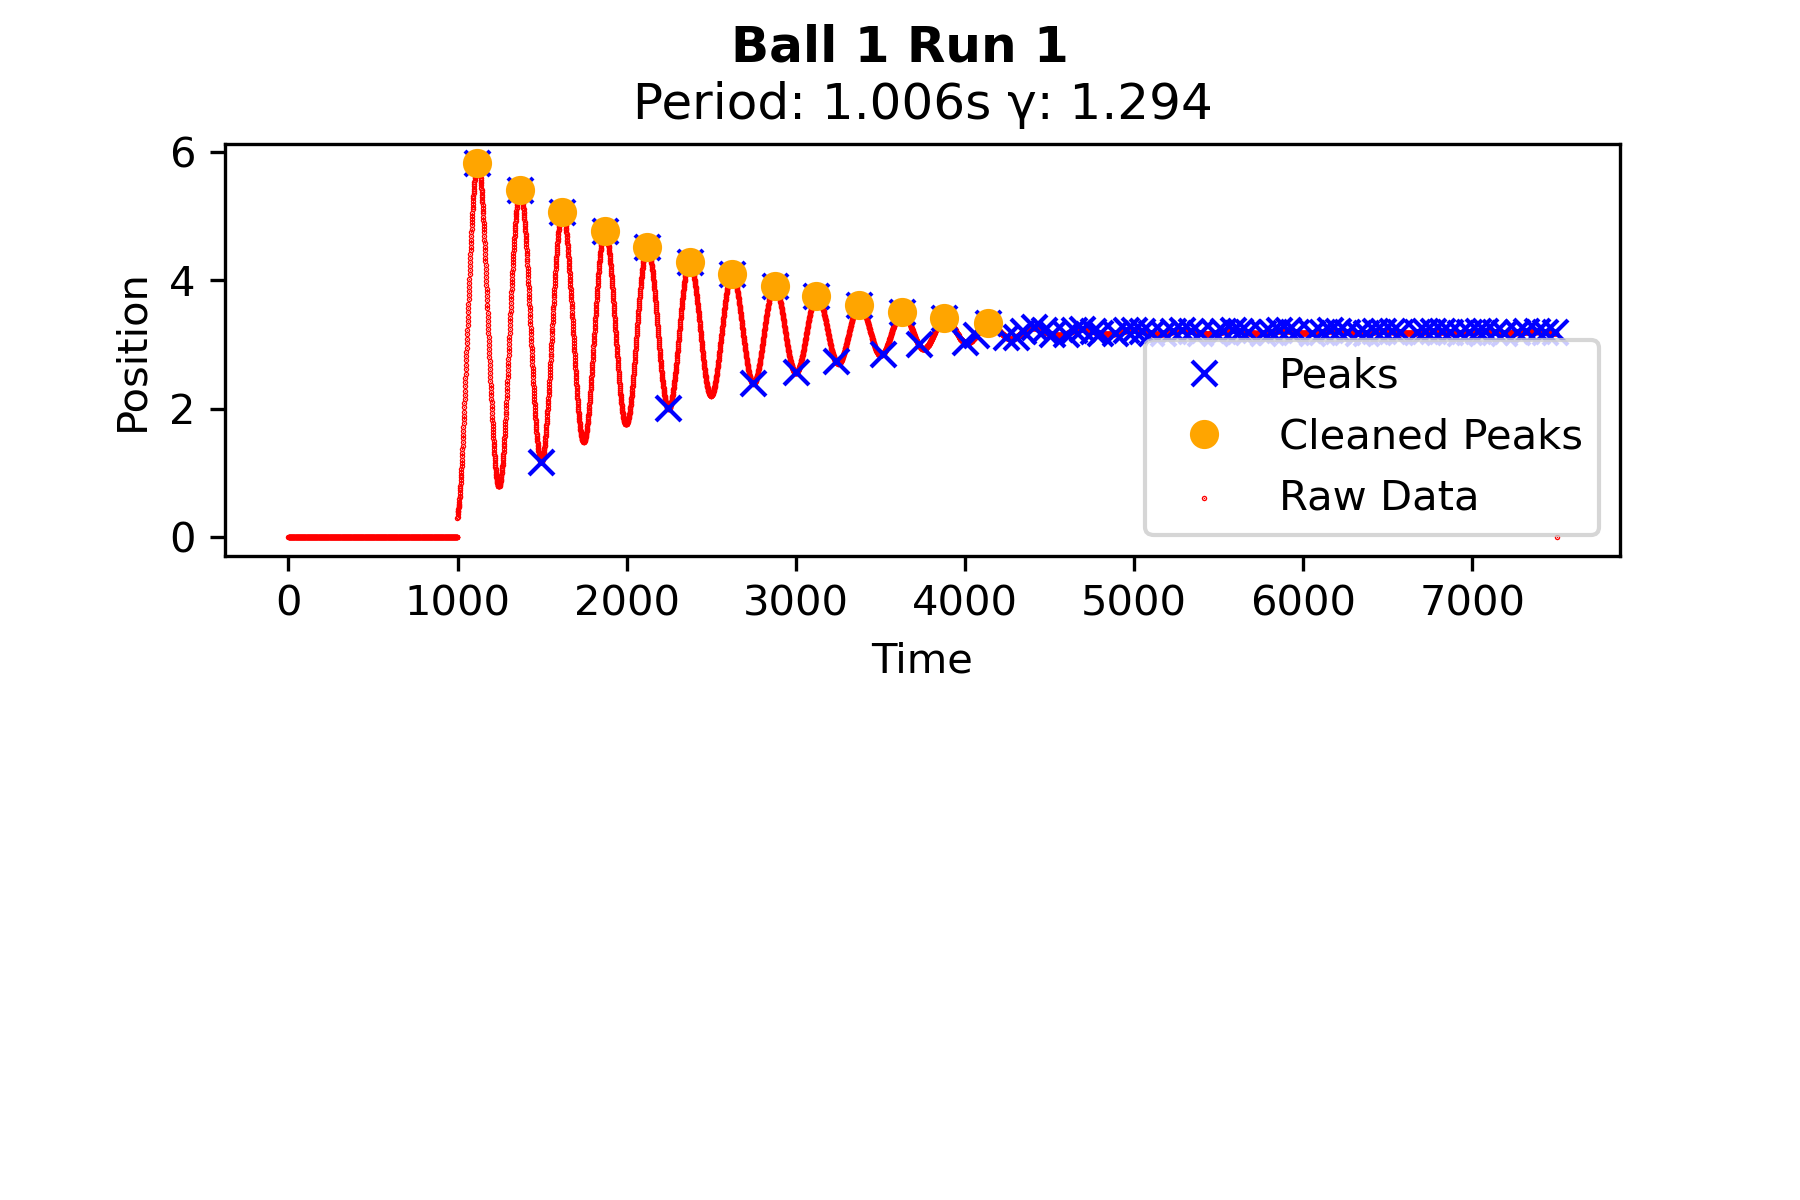 Ball 1 Run 1
Period: 1.006s γ: 1.294
Position
6
4
2
0
Peaks
Cleaned Peaks
Raw Data
0 1000 2000 3000 4000 5000 6000 7000
Time